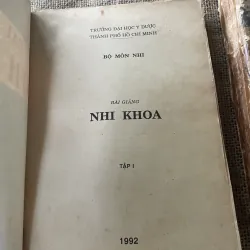 TRƯỜNG ĐẠI HỌC Y DƯỢC
THÀNH PHỐ HỒ CHÍ MINH
BỘ MÔN NHI
BÀI GIẢNG
NHI KHOA
TẬP I
1992